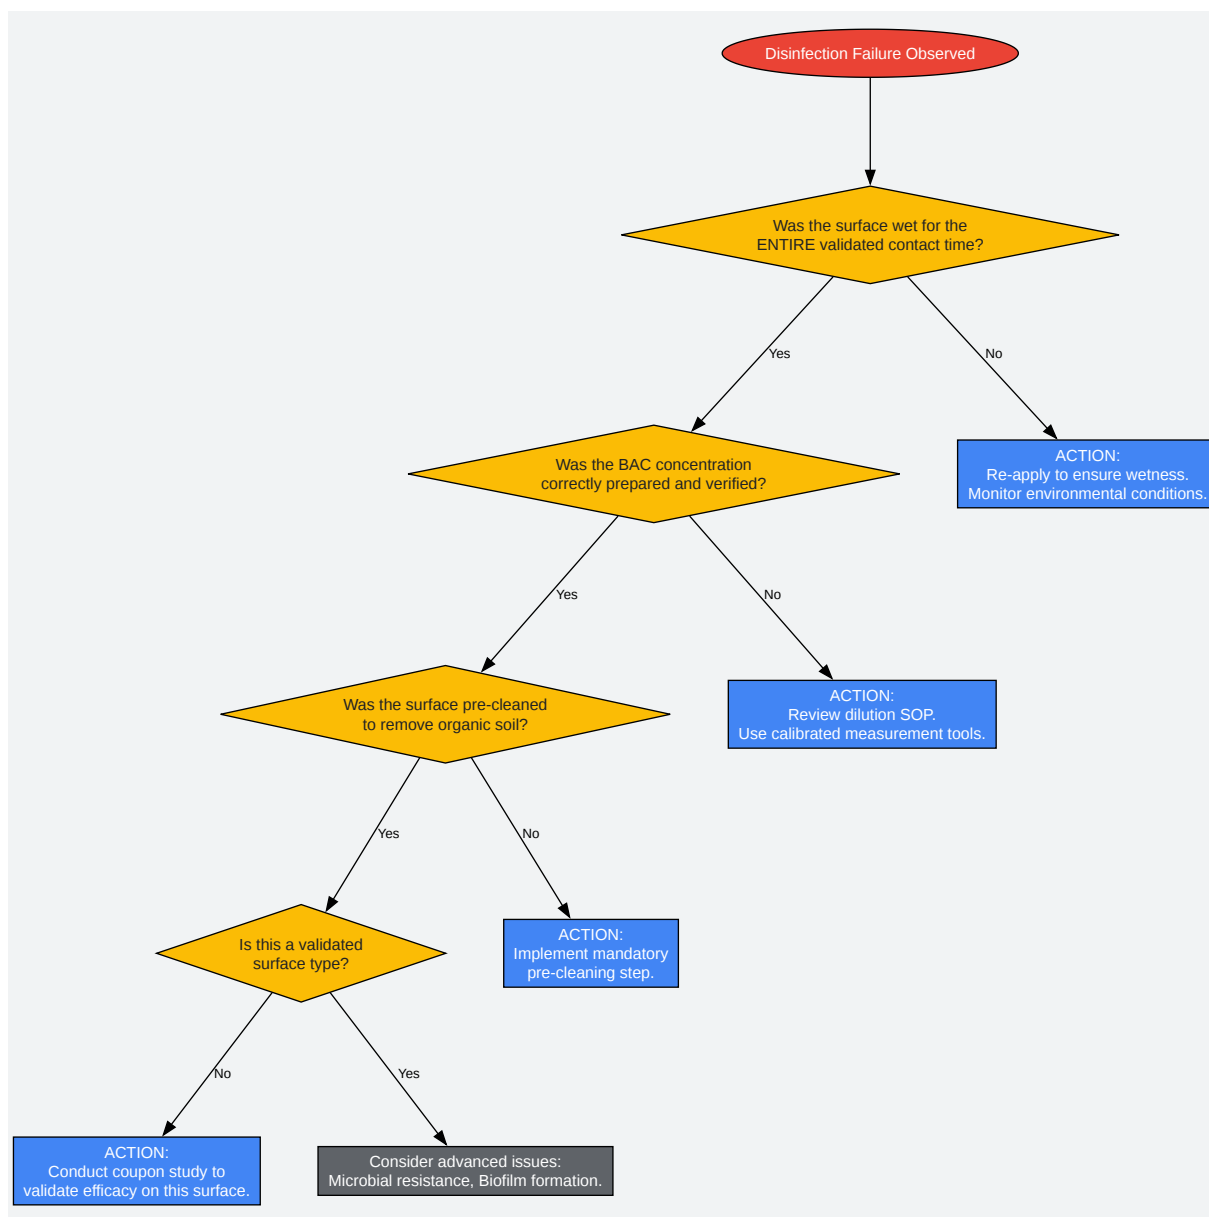 Disinfection Failure Observed
Was the surface wet for the
ENTIRE validated contact time?
Yes
No
Was the BAC concentration
correctly prepared and verified?
ACTION:
Re-apply to ensure wetness.
Monitor environmental conditions.
Yes
No
Was the surface pre-cleaned
to remove organic soil?
ACTION:
Review dilution SOP.
Use calibrated measurement tools.
Yes
No
Is this a validated
surface type?
ACTION:
Implement mandatory
pre-cleaning step.
No
Yes
ACTION:
Conduct coupon study to
validate efficacy on this surface.
Consider advanced issues:
Microbial resistance, Biofilm formation.